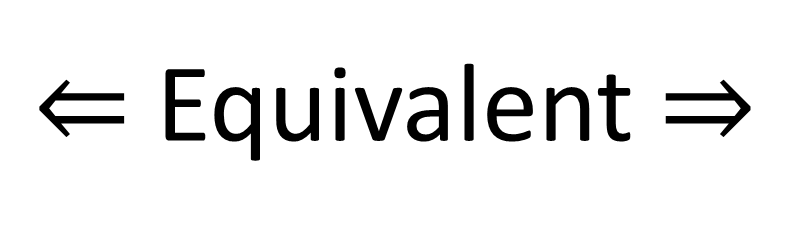 ⇐ Equivalent ⇒